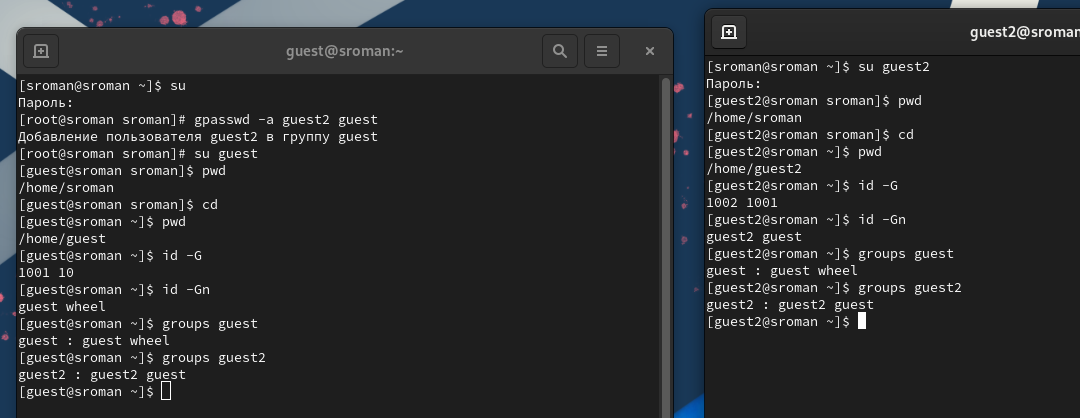 guest@sroman:~
[sroman@sroman ~]$ su
Пароль:
[root@sroman sroman]# gpasswd -a guest2 guest
Добавление пользователя guest2 в группу guest
[root@sroman sroman]# su guest
[guest@sroman sroman]$ pwd
/home/sroman
[guest@sroman sroman]$ cd
[guest@sroman ~]$ pwd
/home/guest
[guest@sroman ~]$ id -G
1001 10
[guest@sroman ~]$ id -Gn
guest wheel
[guest@sroman ~]$ groups guest
guest : guest wheel
[guest@sroman ~]$ groups guest2
guest2 : guest2 guest
[guest@sroman ~]$
guest2@sroman
[sroman@sroman ~]$ su guest2
Пароль:
[guest2@sroman sroman]$ pwd
/home/sroman
[guest2@sroman sroman]$ cd
[guest2@sroman ~]$ pwd
/home/guest2
[guest2@sroman ~]$ id -G
1002 1001
[guest2@sroman ~]$ id -Gn
guest2 guest
[guest2@sroman ~]$ groups guest
guest : guest wheel
[guest2@sroman ~]$ groups guest2
guest2 : guest2 guest
[guest2@sroman ~]$